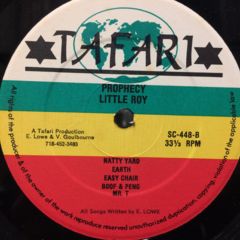 TAFARI
PROPHECY
LITTLE ROY
A Tafari Production
E. Lowe & V. Goulbourne
718-452-3493
SC-448-B
33⅓ RPM
NATTY YARD
EARTH
EASY CHAIR
BOOF & PENG
MR. T
All Songs Written by E. LOWE
All rights of the producer and of the owner of the work reproduced reserved unauthorized duplication, copying, violation of the applicable law